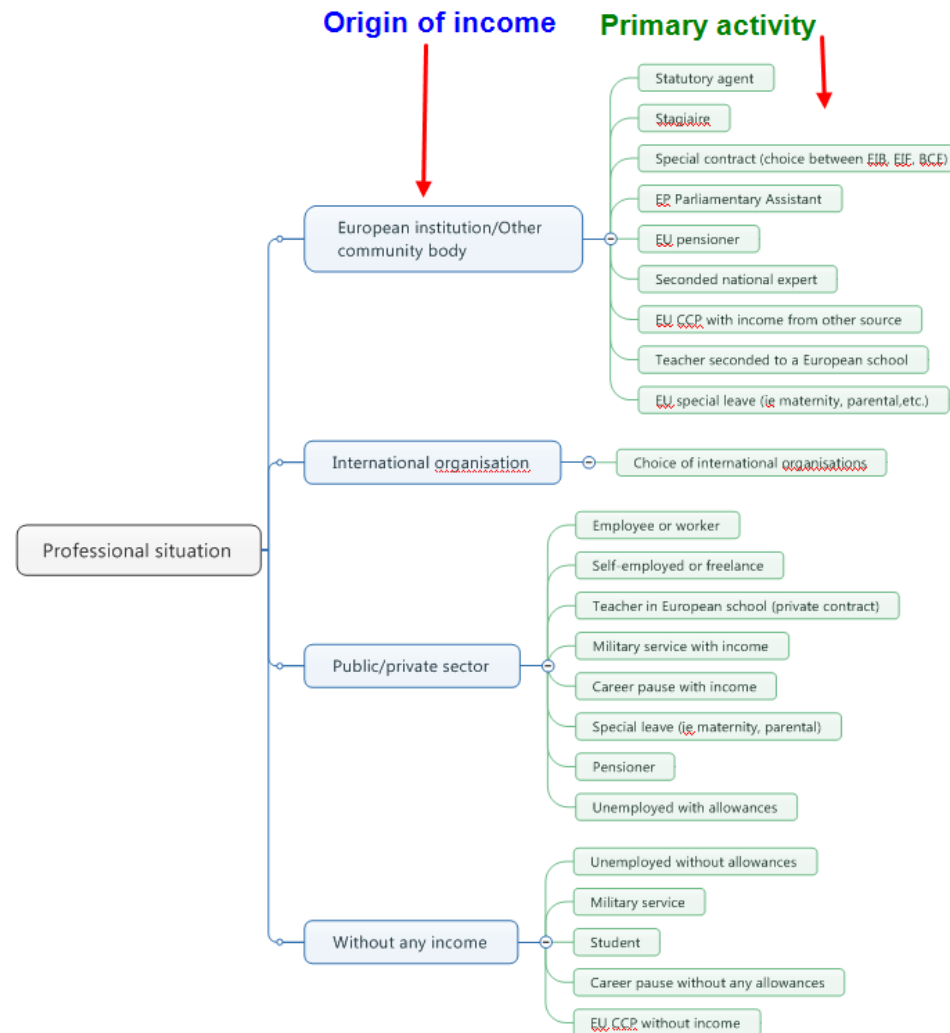 Origin of income
Primary activity
Professional situation
European institution/Other
community body
Statutory agent
Stagiaire
Special contract (choice between EIB, EIF, BCE)
EP Parliamentary Assistant
EU pensioner
Seconded national expert
EU CCP with income from other source
Teacher seconded to a European school
EU special leave (ie maternity, parental,etc.)
International organisation
Choice of international organisations
Public/private sector
Employee or worker
Self-employed or freelance
Teacher in European school (private contract)
Military service with income
Career pause with income
Special leave (ie maternity, parental)
Pensioner
Unemployed with allowances
Without any income
Unemployed without allowances
Military service
Student
Career pause without any allowances
EU CCP without income